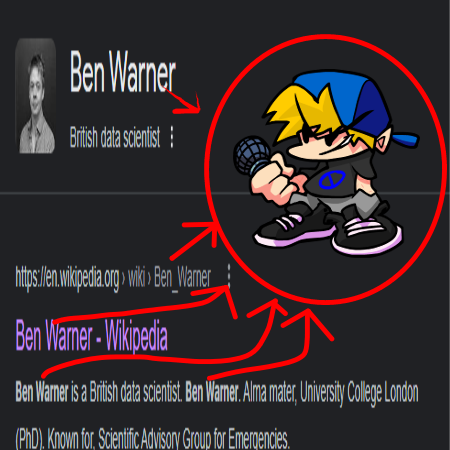 Ben Warner
British data scientist
https://en.wikipedia.org › wiki › Ben_Warner
Ben Warner - Wikipedia
Ben Warner is a British data scientist. Ben Warner. Alma mater, University College London
(PhD). Known for, Scientific Advisory Group for Emergencies.